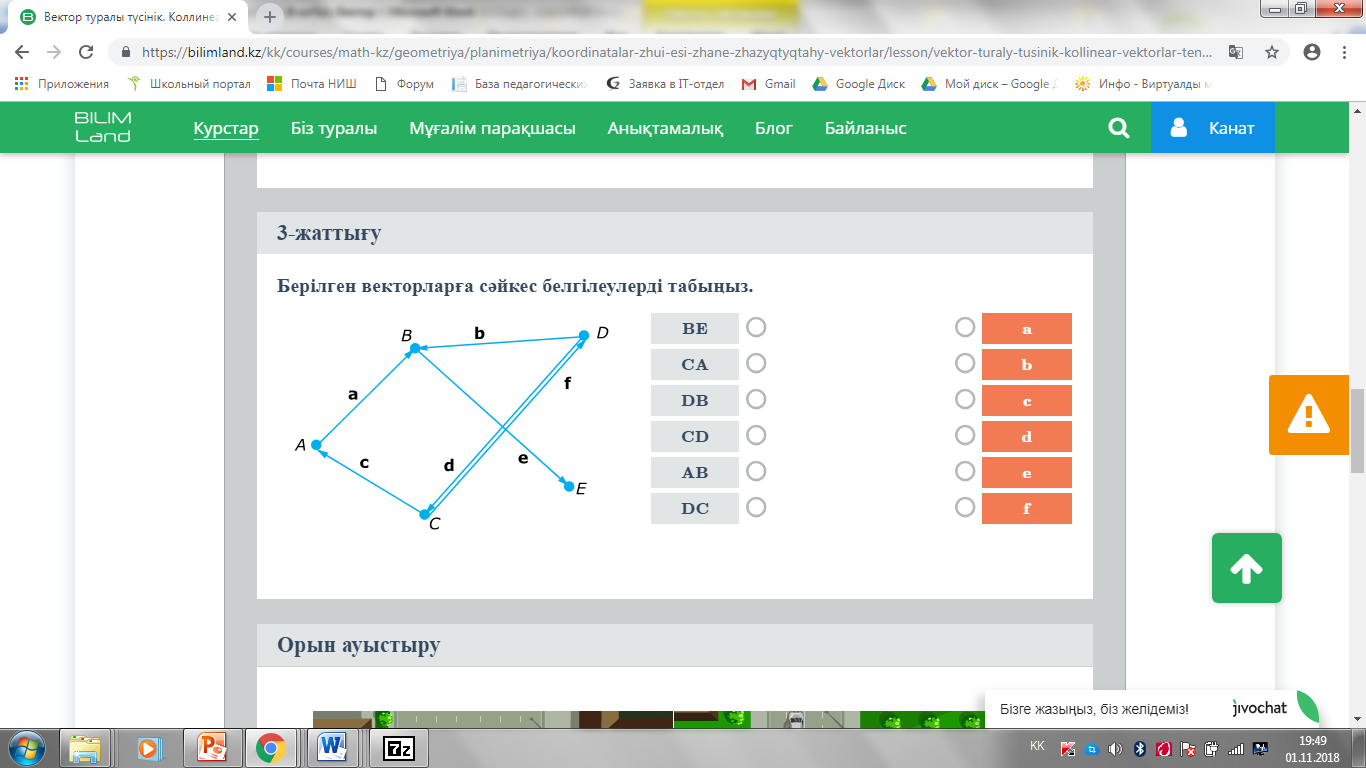 Вектор туралы түсінік. Коллинеа
https://bilimland.kz/kk/courses/math-kz/geometriya/planimetriya/koordinatalar-zhui-esi-zhane-zhazyqtyqtahy-vektorlar/lesson/vektor-turaly-tusinik-kollinear-vektorlar-ten...
Приложения Школьный портал Почта НИШ Форум База педагогических Заявка в IT-отдел Gmail Google Диск Мой диск – Google Д Инфо - Виртуалды м
BILIM Land Курстар Біз туралы Мұғалім парақшасы Анықтамалық Блог Байланыс Канат
3-жаттығу
Берілген векторларға сәйкес белгілеулерді табыңыз.
B b D
f
a
A
c d e
E
C
BE a
CA b
DB c
CD d
AB e
DC f
Орын ауыстыру
Бізге жазыңыз, біз желідеміз! jivochat
KK 19:49
01.11.2018